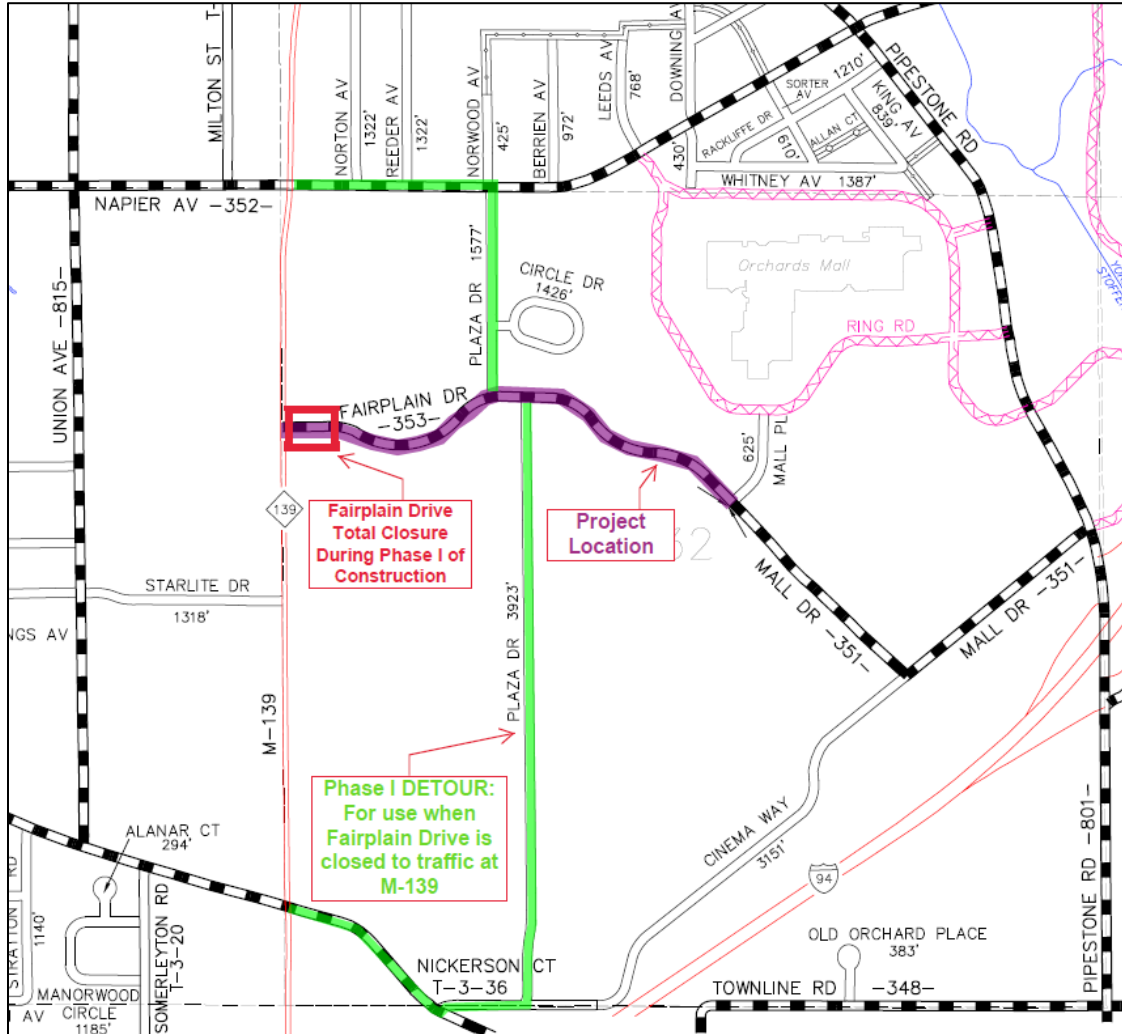 MILTON ST T-
NORTON AV
1322'
REEDER AV
1322'
NORWOOD AV
425'
BERRIEN AV
972'
LEEDS AV
768'
DOWNING AV
430'
SORTER
AV
1210'
RACKLIFFE DR
610'
ALLAN CT
KING AV
839'
PIPESTONE RD
WHITNEY AV 1387'
NAPIER AV -352-
UNION AVE -815-
PLAZA DR 1577'
CIRCLE DR
1426'
Orchards Mall
RING RD
STOFFE
FAIRPLAIN DR
-353-
625'
MALL PL
139
Fairplain Drive
Total Closure
During Phase I of
Construction
Project
Location
32
STARLITE DR
1318'
NGS AV
M-139
PLAZA DR 3923'
MALL DR -351-
MALL DR -351-
Phase I DETOUR:
For use when
Fairplain Drive is
closed to traffic at
M-139
CINEMA WAY
3151'
94
PIPESTONE RD -801-
ALANAR CT
294'
STRATTON RD
1140'
SOMERLEYTON RD
T-3-20
MANORWOOD
CIRCLE
1185'
AV
NICKERSON CT
T-3-36
OLD ORCHARD PLACE
383'
TOWNLINE RD -348-